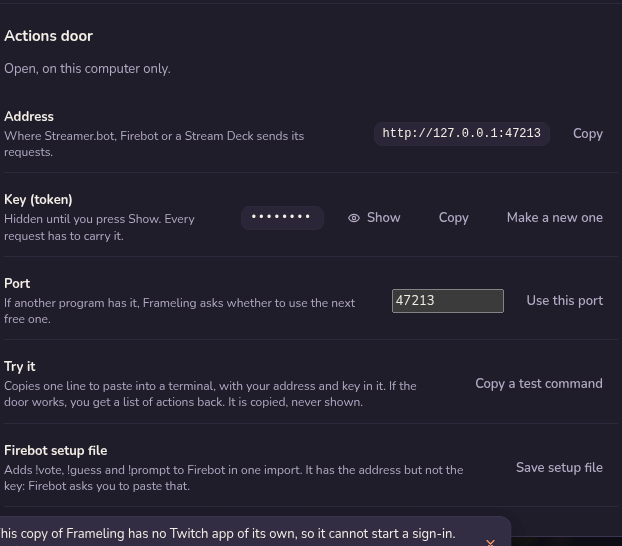 Actions door
Open, on this computer only.
Address
Where Streamer.bot, Firebot or a Stream Deck sends its
requests.
http://127.0.0.1:47213
Copy
Key (token)
Hidden until you press Show. Every
request has to carry it.
••••••••
Show
Copy
Make a new one
Port
If another program has it, Frameling asks whether to use the next
free one.
47213
Use this port
Try it
Copies one line to paste into a terminal, with your address and key in it. If the
door works, you get a list of actions back. It is copied, never shown.
Copy a test command
Firebot setup file
Adds !vote, !guess and !prompt to Firebot in one import. It has the address but not the
key: Firebot asks you to paste that.
Save setup file
his copy of Frameling has no Twitch app of its own, so it cannot start a sign-in.